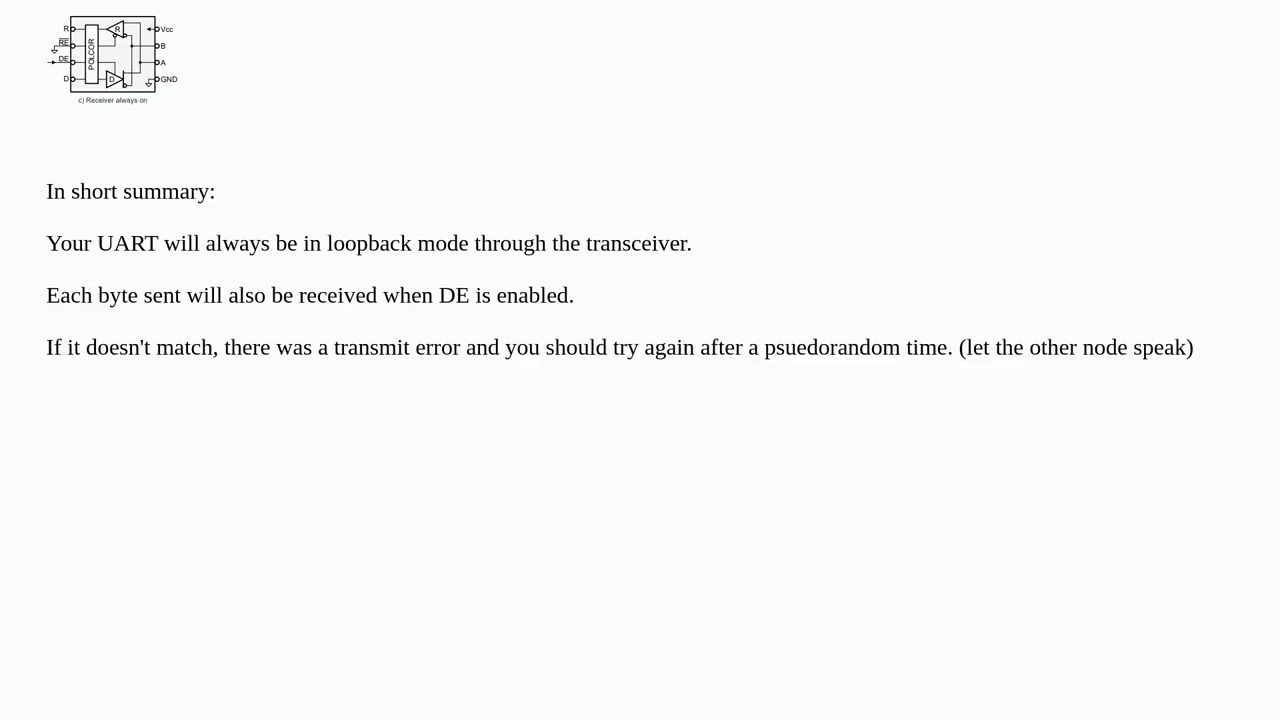 R
R
Vcc
RE
B
POLCOR
DE
A
D
D
GND
c) Receiver always on
In short summary:
Your UART will always be in loopback mode through the transceiver.
Each byte sent will also be received when DE is enabled.
If it doesn't match, there was a transmit error and you should try again after a psuedorandom time. (let the other node speak)